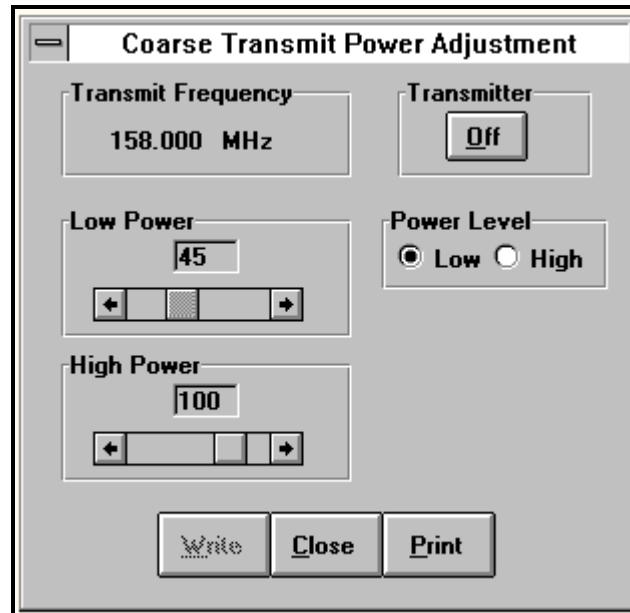 Coarse Transmit Power Adjustment
Transmit Frequency
158.000 MHz
Transmitter
Off
Low Power
45
Power Level
Low High
High Power
100
Write Close Print